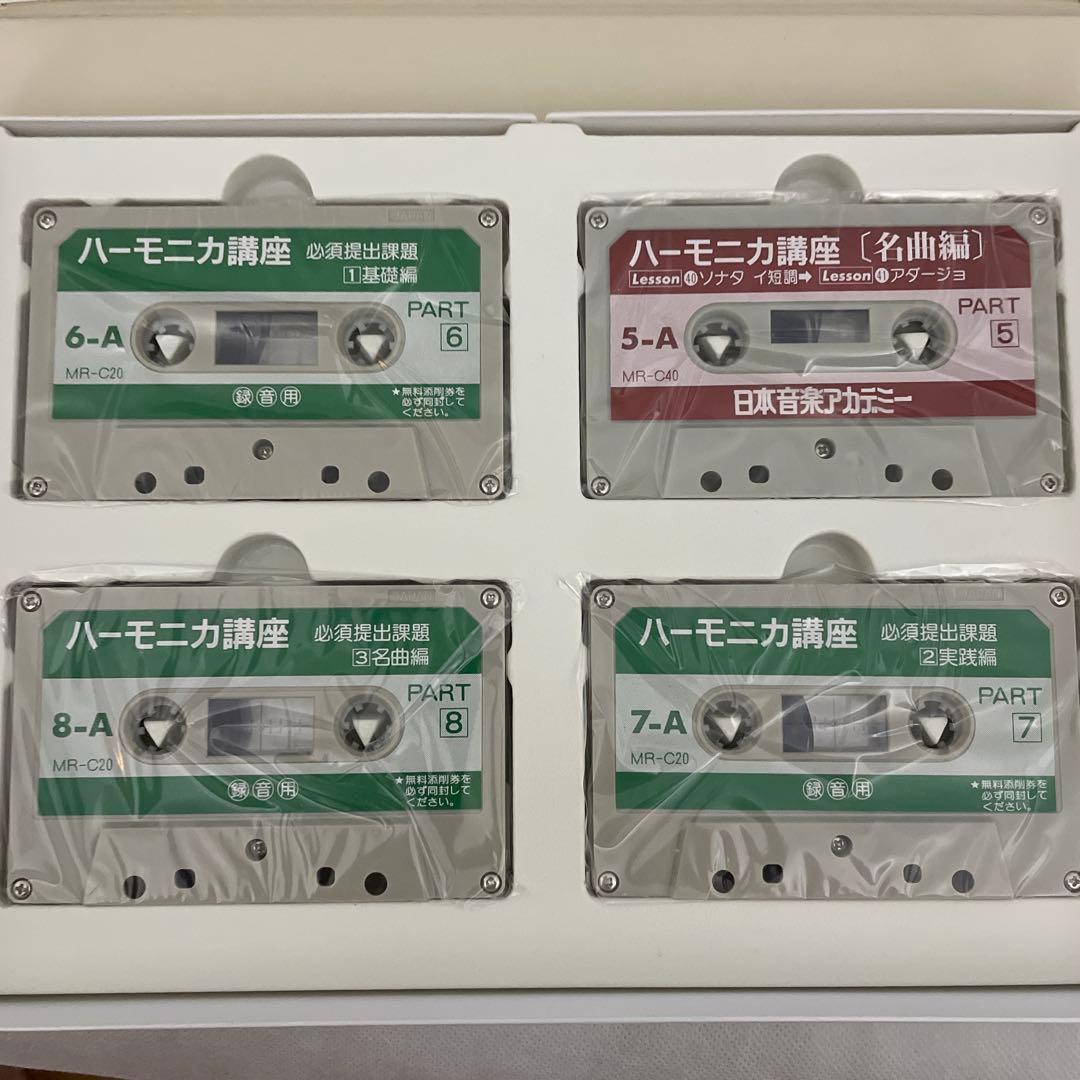 JAPAN
ハーモニカ講座 必須提出課題
1基礎編
PART
6-A 6
MR-C20
録音用
★無料添削券を
必ず同封して
ください。
ハーモニカ講座〔名曲編〕
Lesson 40 ソナタ イ短調➡ Lesson 41 アダージョ
PART
5-A 5
MR-C40
日本音楽アカデミー
JAPAN
ハーモニカ講座 必須提出課題
3名曲編
PART
8-A 8
MR-C20
録音用
★無料添削券を
必ず同封して
ください。
JAPAN
ハーモニカ講座 必須提出課題
2実践編
PART
7-A 7
MR-C20
録音用
★無料添削券を
必ず同封して
ください。